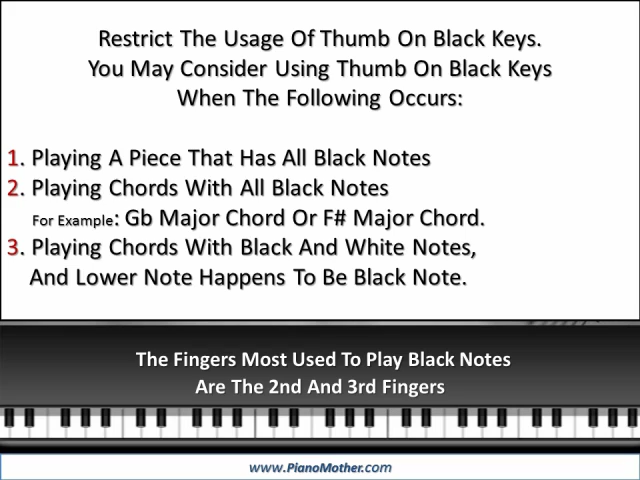 Restrict The Usage Of Thumb On Black Keys.
You May Consider Using Thumb On Black Keys
When The Following Occurs:
1. Playing A Piece That Has All Black Notes
2. Playing Chords With All Black Notes
For Example: Gb Major Chord Or F# Major Chord.
3. Playing Chords With Black And White Notes,
And Lower Note Happens To Be Black Note.
The Fingers Most Used To Play Black Notes
Are The 2nd And 3rd Fingers
www.PianoMother.com